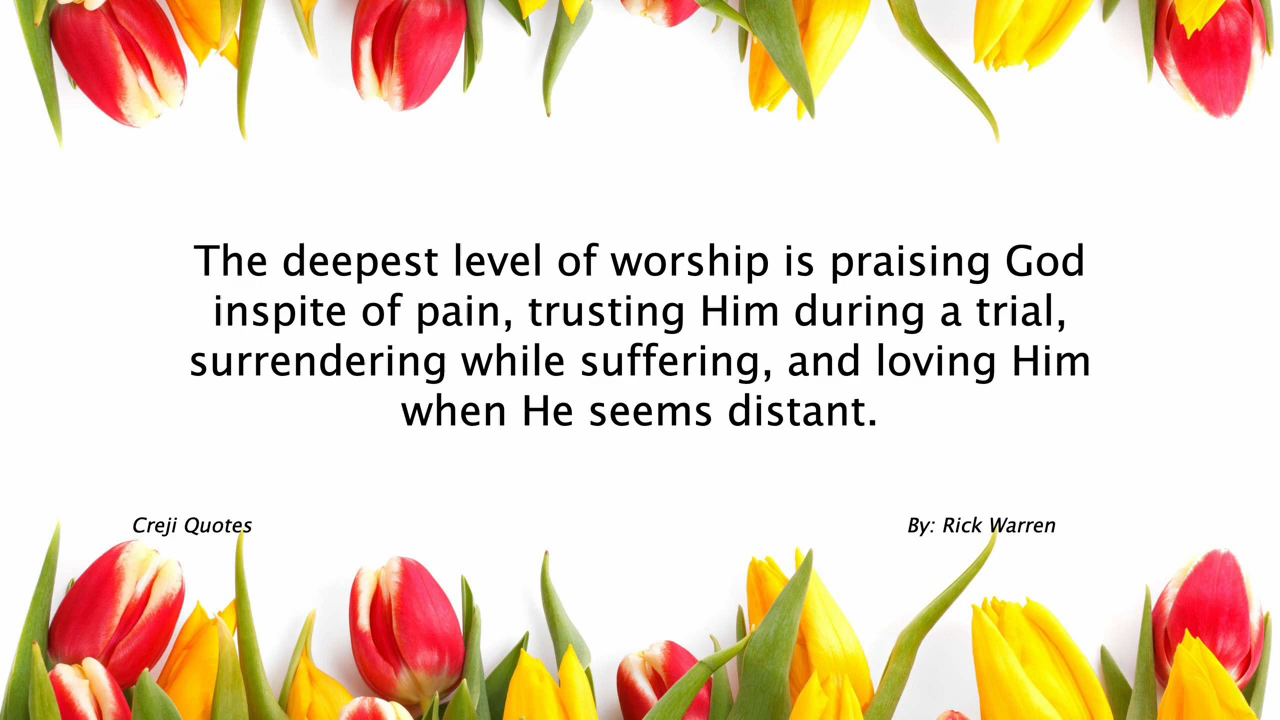 The deepest level of worship is praising God
inspite of pain, trusting Him during a trial,
surrendering while suffering, and loving Him
when He seems distant.
Creji Quotes
By: Rick Warren